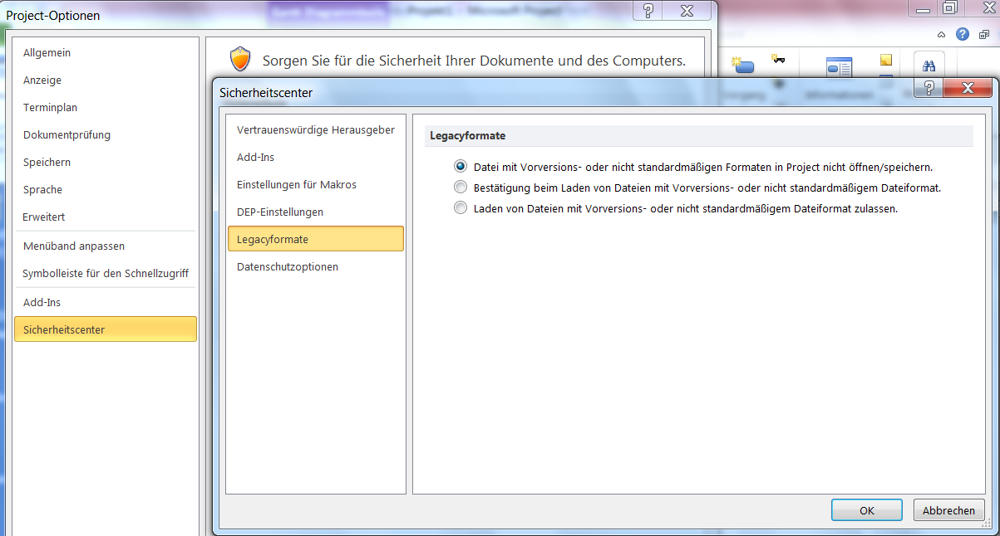 Project-Optionen
Allgemein
Anzeige
Terminplan
Dokumentprüfung
Speichern
Sprache
Erweitert
Menüband anpassen
Symbolleiste für den Schnellzugriff
Add-Ins
Sicherheitscenter
Sorgen Sie für die Sicherheit Ihrer Dokumente und des Computers.
Sicherheitscenter
Vertrauenswürdige Herausgeber
Add-Ins
Einstellungen für Makros
DEP-Einstellungen
Legacyformate
Datenschutzoptionen
Legacyformate
Datei mit Vorversions- oder nicht standardmäßigen Formaten in Project nicht öffnen/speichern.
Bestätigung beim Laden von Dateien mit Vorversions- oder nicht standardmäßigem Dateiformat.
Laden von Dateien mit Vorversions- oder nicht standardmäßigem Dateiformat zulassen.
OK
Abbrechen